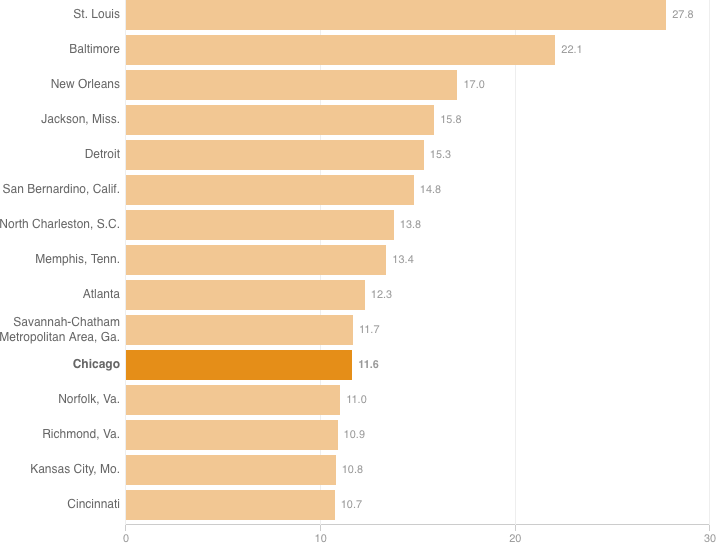 St. Louis 27.8
Baltimore 22.1
New Orleans 17.0
Jackson, Miss. 15.8
Detroit 15.3
San Bernardino, Calif. 14.8
North Charleston, S.C. 13.8
Memphis, Tenn. 13.4
Atlanta 12.3
Savannah-Chatham
Metropolitan Area, Ga. 11.7
Chicago 11.6
Norfolk, Va. 11.0
Richmond, Va. 10.9
Kansas City, Mo. 10.8
Cincinnati 10.7
0 10 20 30